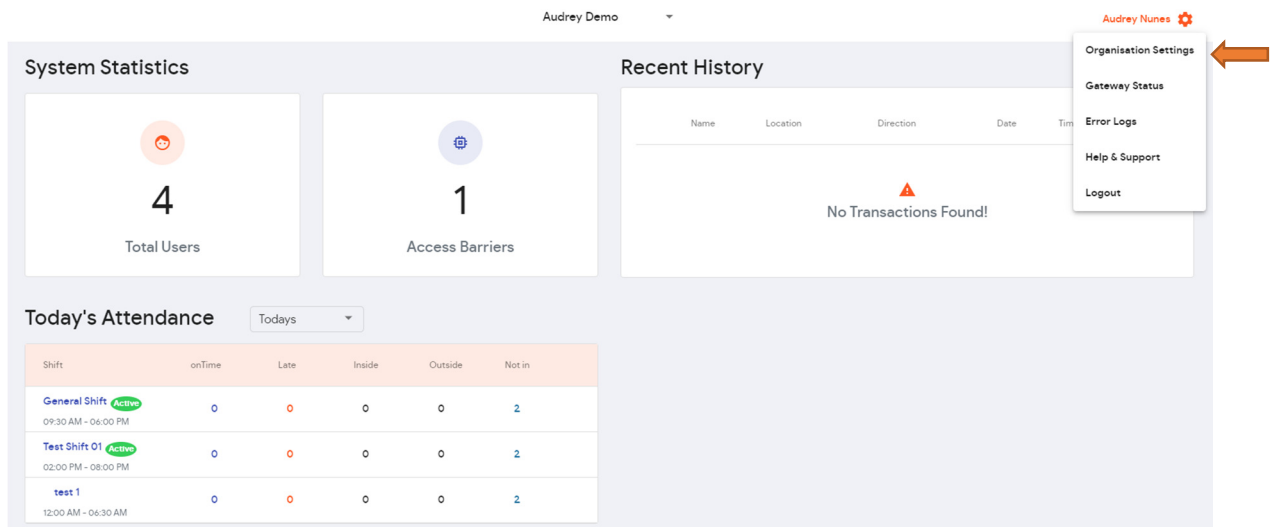 Audrey Demo
Audrey Nunes
Organisation Settings
Gateway Status
Error Logs
Help & Support
Logout
System Statistics
4
Total Users
1
Access Barriers
Recent History
Name Location Direction Date Tim
No Transactions Found!
Today's Attendance Todays
Shift onTime Late Inside Outside Not in
General Shift Active 0 0 0 0 2
09:30 AM - 06:00 PM
Test Shift 01 Active 0 0 0 0 2
02:00 PM - 08:00 PM
test 1 0 0 0 0 2
12:00 AM - 06:30 AM